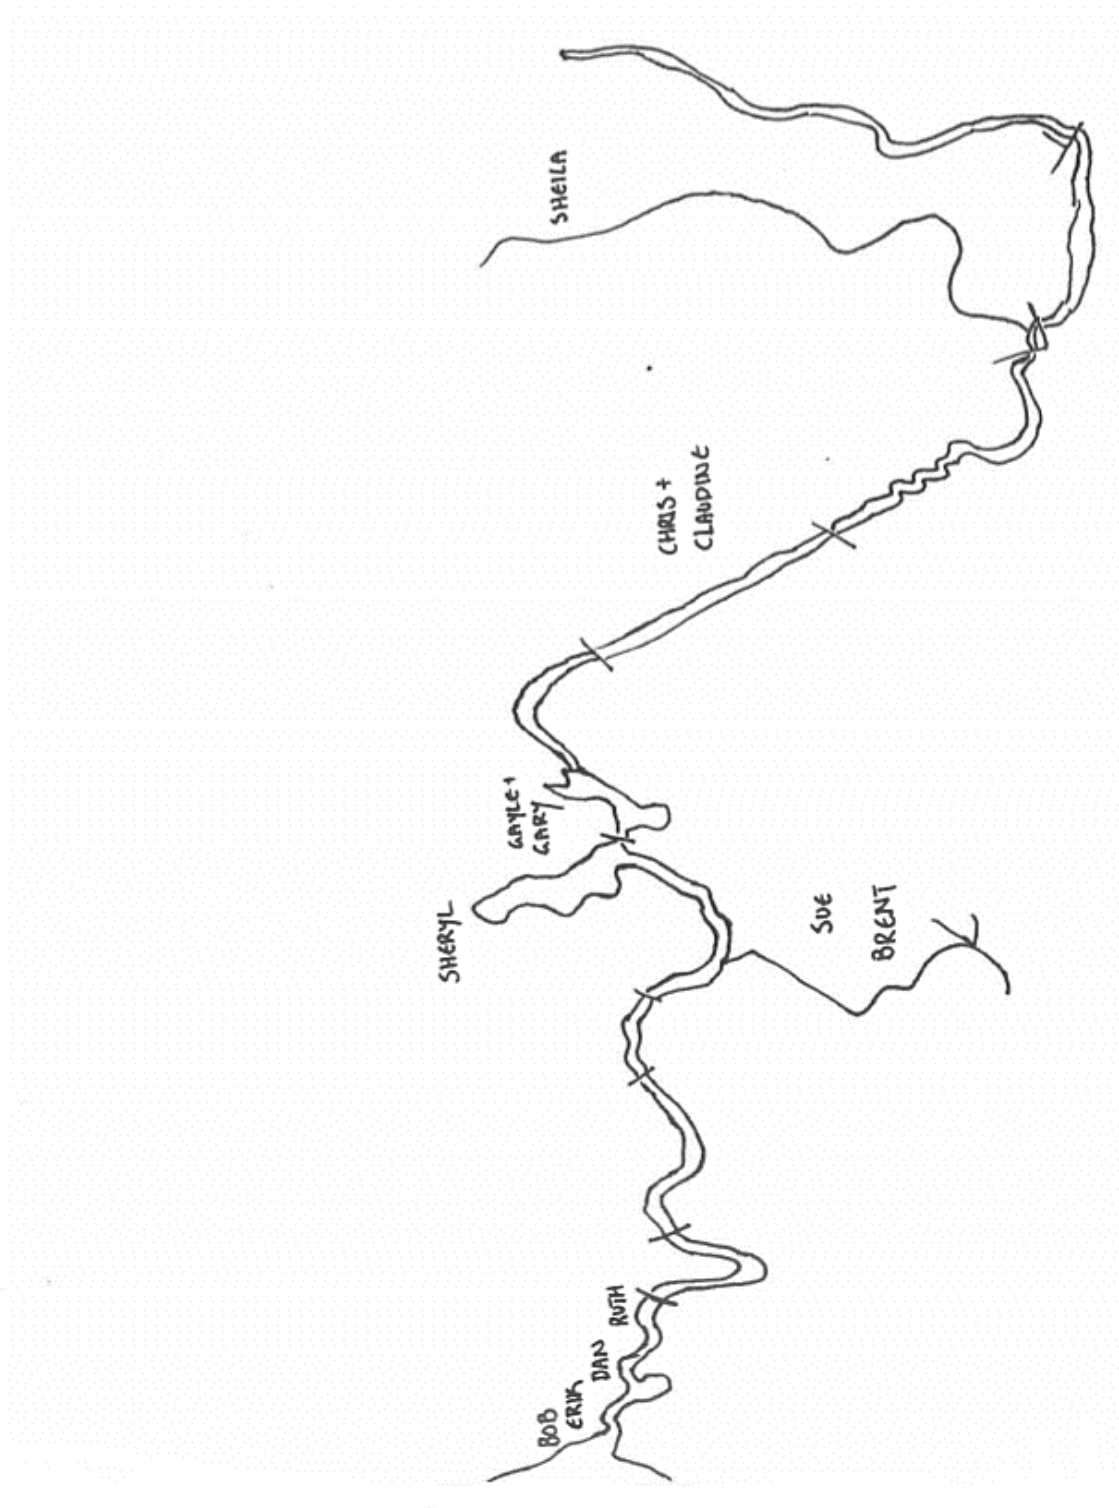 SHEILA
CHRIS +
CLAUDINE
GAYLE +
GARY
SHERYL
SUE
BRENT
RUTH
DAN
ERIK
BOB